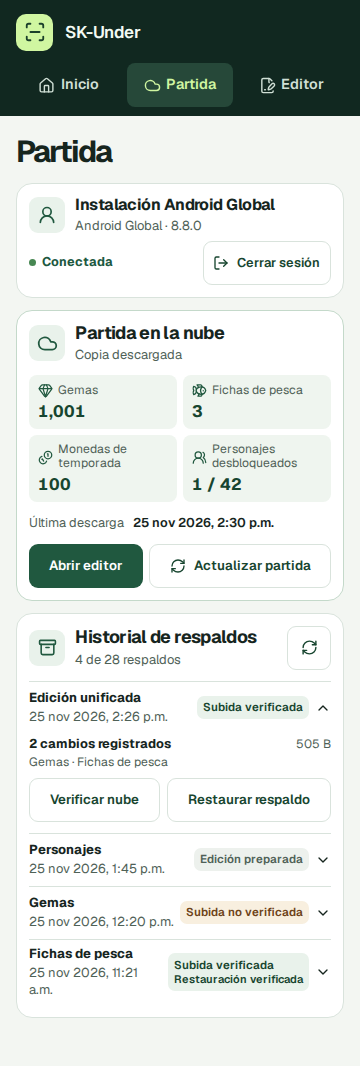 SK-Under
Inicio
Partida
Editor
Partida
Instalación Android Global
Android Global · 8.8.0
Conectada
Cerrar sesión
Partida en la nube
Copia descargada
Gemas
1,001
Fichas de pesca
3
Monedas de
temporada
100
Personajes
desbloqueados
1 / 42
Última descarga 25 nov 2026, 2:30 p.m.
Abrir editor
Actualizar partida
Historial de respaldos
4 de 28 respaldos
Edición unificada
25 nov 2026, 2:26 p.m.
Subida verificada
2 cambios registrados
505 B
Gemas · Fichas de pesca
Verificar nube
Restaurar respaldo
Personajes
25 nov 2026, 1:45 p.m.
Edición preparada
Gemas
25 nov 2026, 12:20 p.m.
Subida no verificada
Fichas de pesca
25 nov 2026, 11:21
a.m.
Subida verificada
Restauración verificada